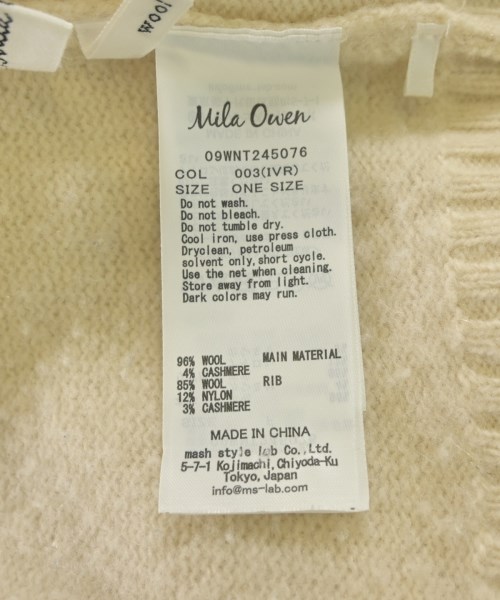 wool
Mila Owen
09WNT245076
COL 003(IVR)
SIZE ONE SIZE
Do not wash.
Do not bleach.
Do not tumble dry.
Cool iron, use press cloth.
Dryclean, petroleum
solvent only,short cycle.
Use the net when cleaning.
Store away from light.
Dark colors may run.
96% WOOL MAIN MATERIAL
4% CASHMERE
85% WOOL RIB
12% NYLON
3% CASHMERE
MADE IN CHINA
mash style lab Co.,Ltd.
5-7-1 Kojimachi,Chiyoda-Ku
Tokyo,Japan
info@ms-lab.com